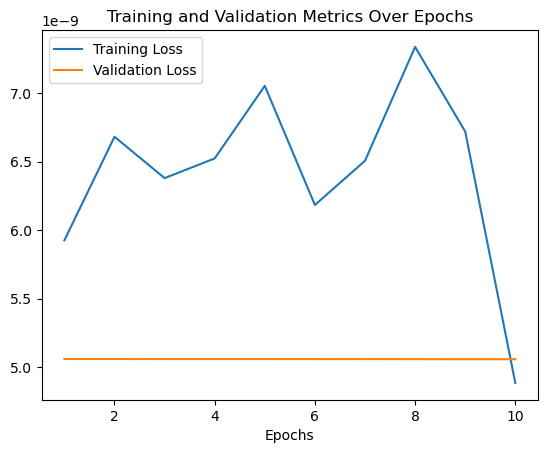 Training and Validation Metrics Over Epochs
1e−9
Training Loss
Validation Loss
7.0
6.5
6.0
5.5
5.0
2 4 6 8 10
Epochs